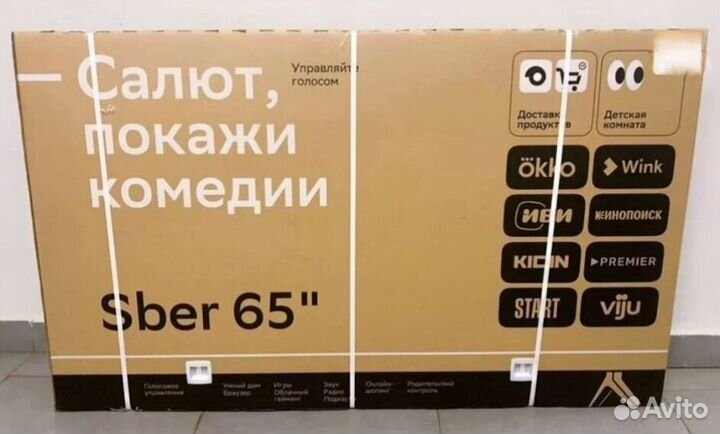 — Салют,
покажи
комедии
Управляйте
голосом
Доставка
продуктов
Детская
комната
ökko
Wink
иви
КИНОПОИСК
KION
PREMIER
START
viju
Sber 65"
Голосовое
управление
Умный дом
Браузер
Игры
Облачный
гейминг
Звук
Радио
Подкасты
Онлайн-
шопинг
Родительский
контроль
Avito